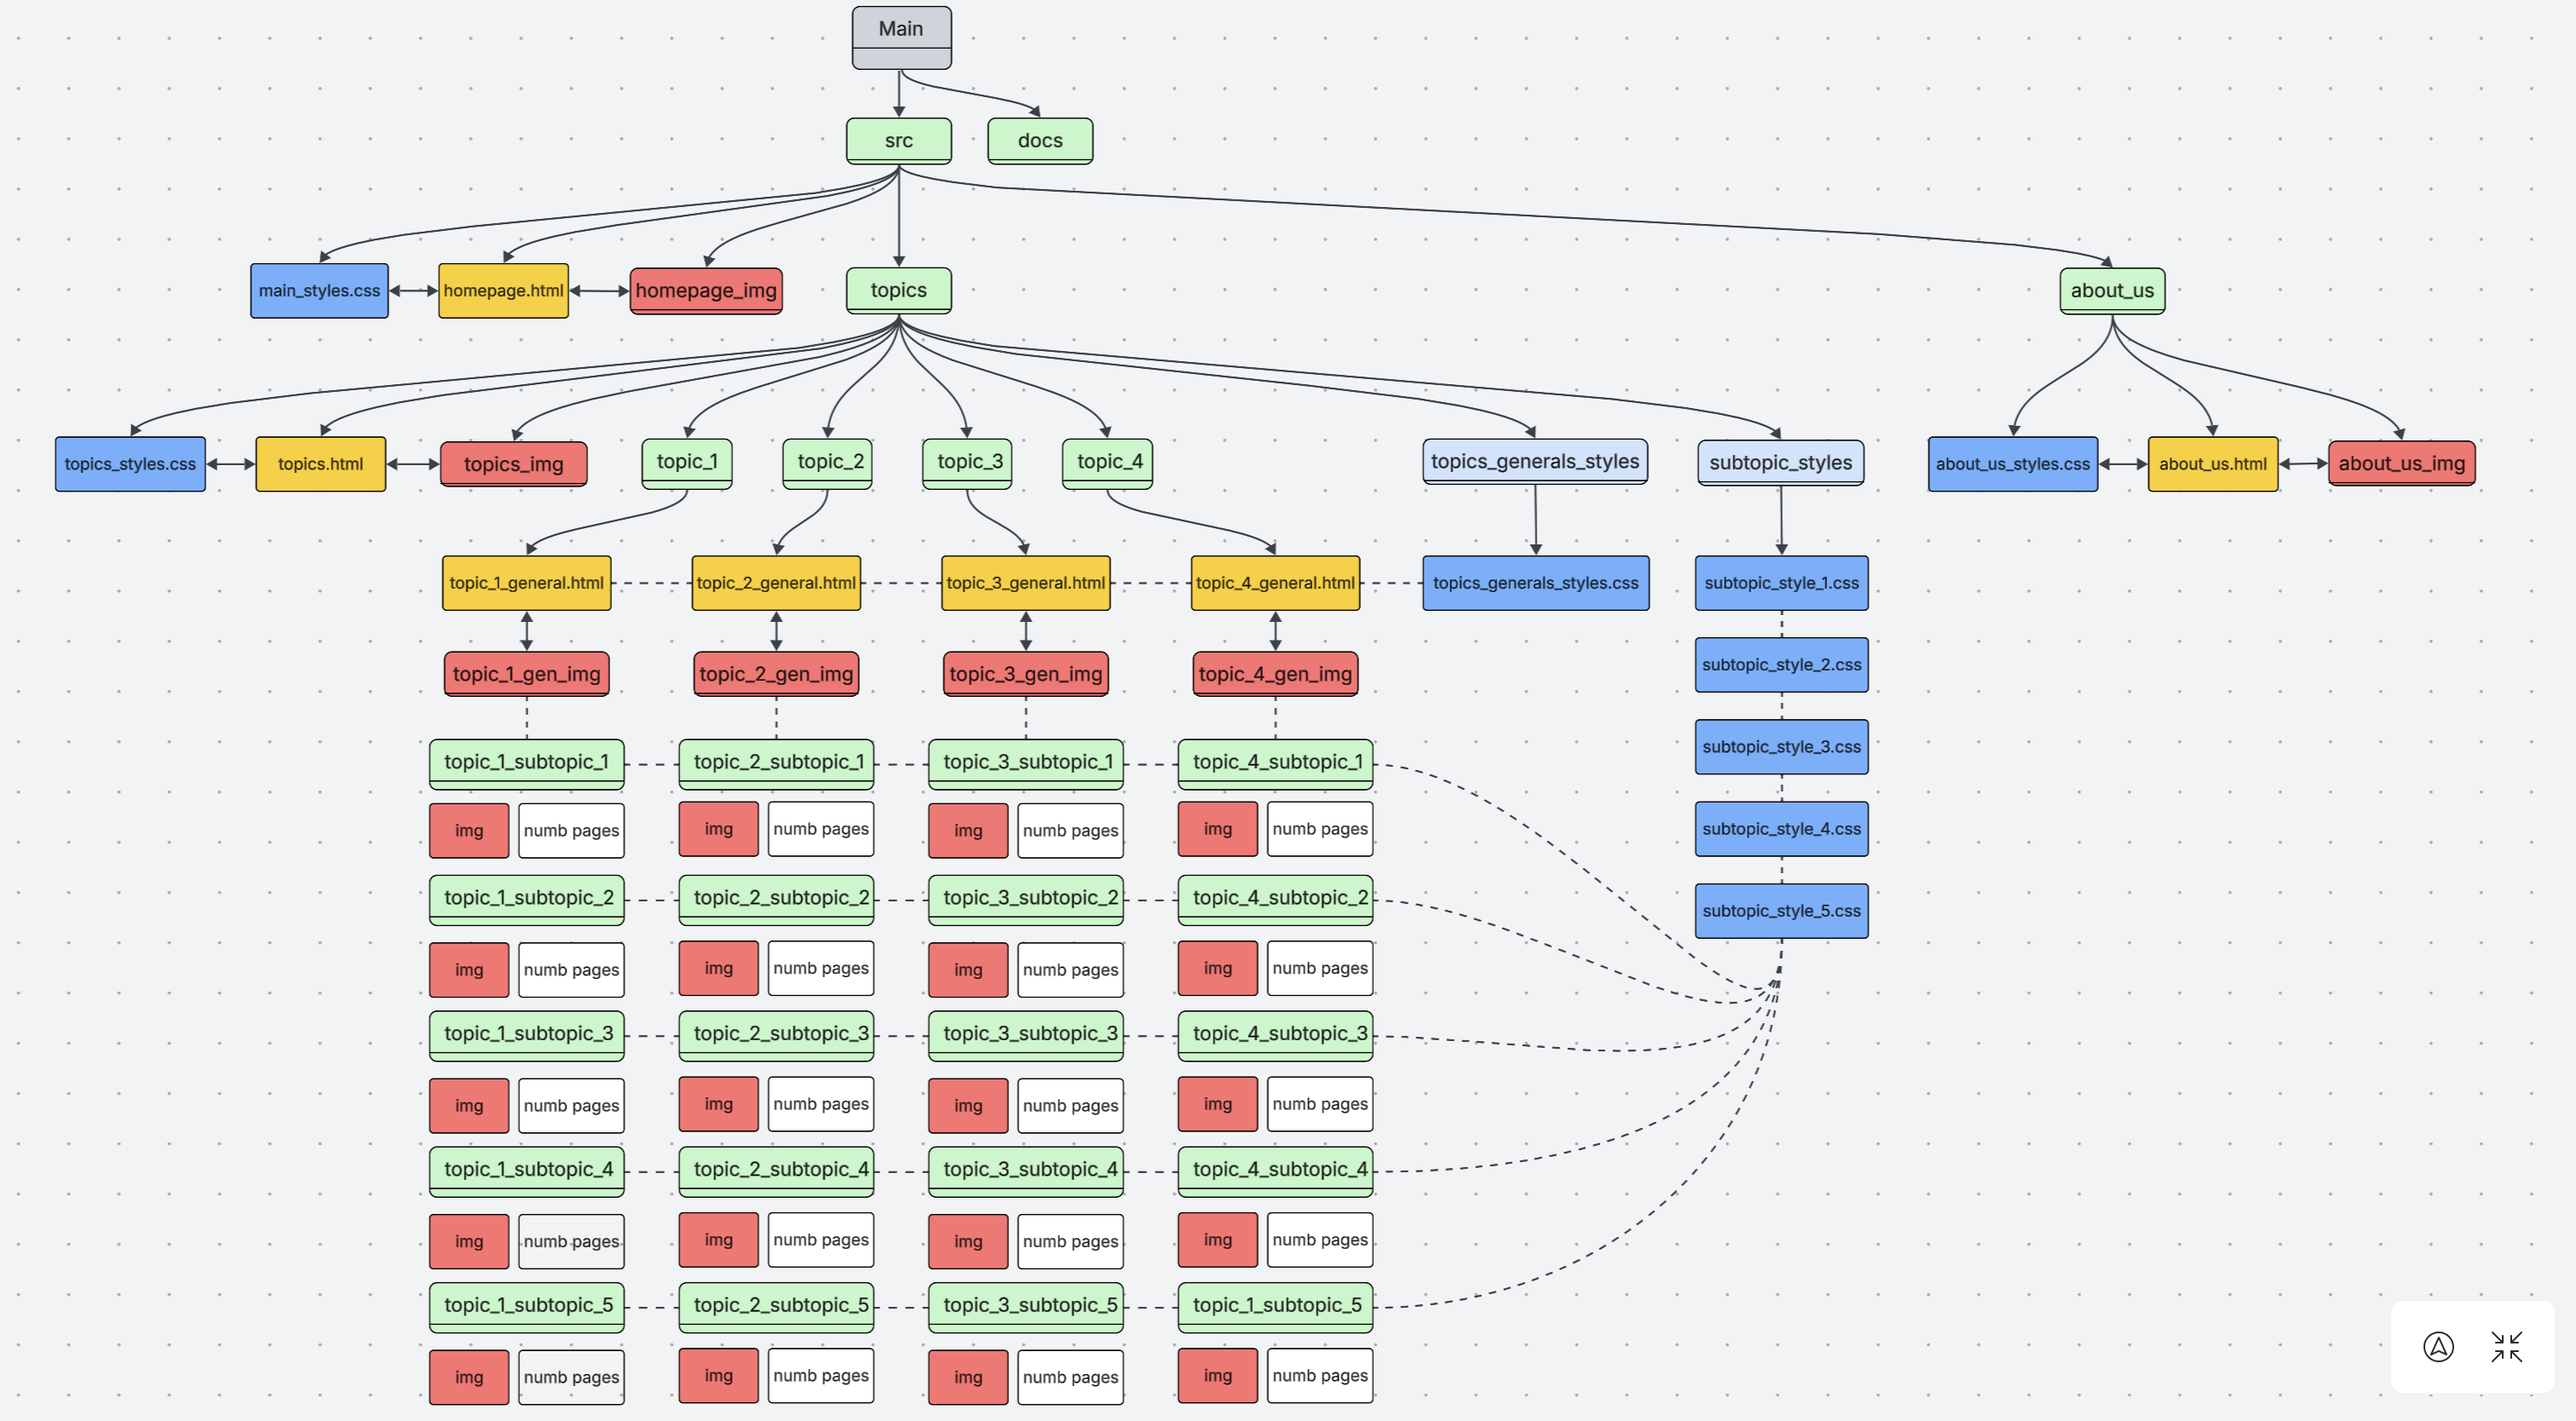 Main
src
docs
main_styles.css
homepage.html
homepage_img
topics
about_us
topics_styles.css
topics.html
topics_img
topic_1
topic_2
topic_3
topic_4
topics_generals_styles
subtopic_styles
about_us_styles.css
about_us.html
about_us_img
topic_1_general.html
topic_2_general.html
topic_3_general.html
topic_4_general.html
topics_generals_styles.css
subtopic_style_1.css
topic_1_gen_img
topic_2_gen_img
topic_3_gen_img
topic_4_gen_img
subtopic_style_2.css
topic_1_subtopic_1
topic_2_subtopic_1
topic_3_subtopic_1
topic_4_subtopic_1
subtopic_style_3.css
img
numb pages
img
numb pages
img
numb pages
img
numb pages
subtopic_style_4.css
topic_1_subtopic_2
topic_2_subtopic_2
topic_3_subtopic_2
topic_4_subtopic_2
subtopic_style_5.css
img
numb pages
img
numb pages
img
numb pages
img
numb pages
topic_1_subtopic_3
topic_2_subtopic_3
topic_3_subtopic_3
topic_4_subtopic_3
img
numb pages
img
numb pages
img
numb pages
img
numb pages
topic_1_subtopic_4
topic_2_subtopic_4
topic_3_subtopic_4
topic_4_subtopic_4
img
numb pages
img
numb pages
img
numb pages
img
numb pages
topic_1_subtopic_5
topic_2_subtopic_5
topic_3_subtopic_5
topic_1_subtopic_5
img
numb pages
img
numb pages
img
numb pages
img
numb pages